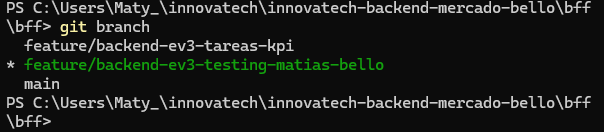 PS C:\Users\Maty_\innovatech\innovatech-backend-mercado-bello\bff
\bff> git branch
  feature/backend-ev3-tareas-kpi
* feature/backend-ev3-testing-matias-bello
  main
PS C:\Users\Maty_\innovatech\innovatech-backend-mercado-bello\bff
\bff>